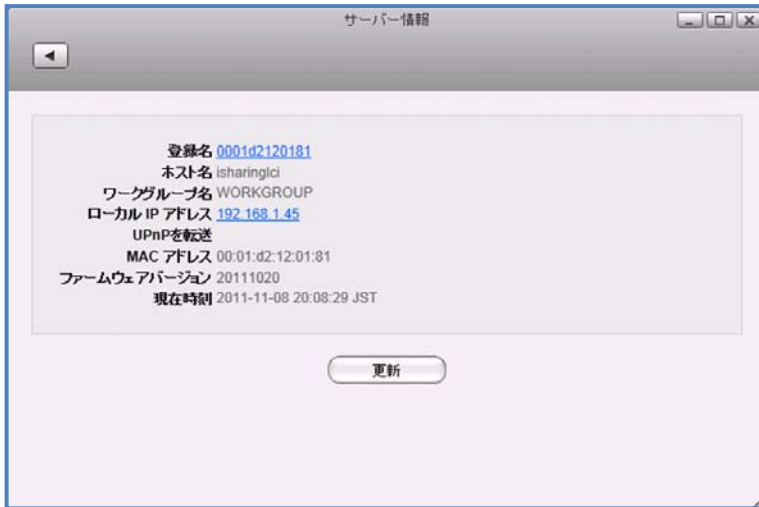 サーバー情報
登録名 0001d2120181
ホスト名 isharinglci
ワークグループ名 WORKGROUP
ローカル IP アドレス 192.168.1.45
UPnPを転送
MAC アドレス 00:01:d2:12:01:81
ファームウェアバージョン 20111020
現在時刻 2011-11-08 20:08:29 JST
更新